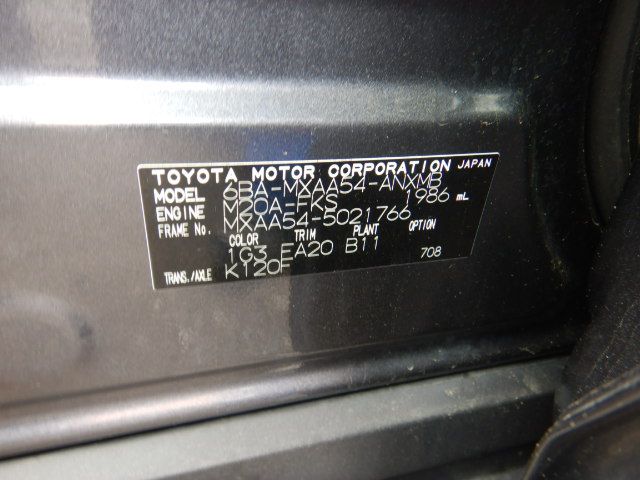 TOYOTA MOTOR CORPORATION JAPAN
MODEL 6BA-MXAA54-ANXMB
ENGINE M20A-FKS 1986 mL
FRAME No. MXAA54-5021766
COLOR TRIM PLANT OPTION
1G3 EA20 B11 708
TRANS./AXLE K120F